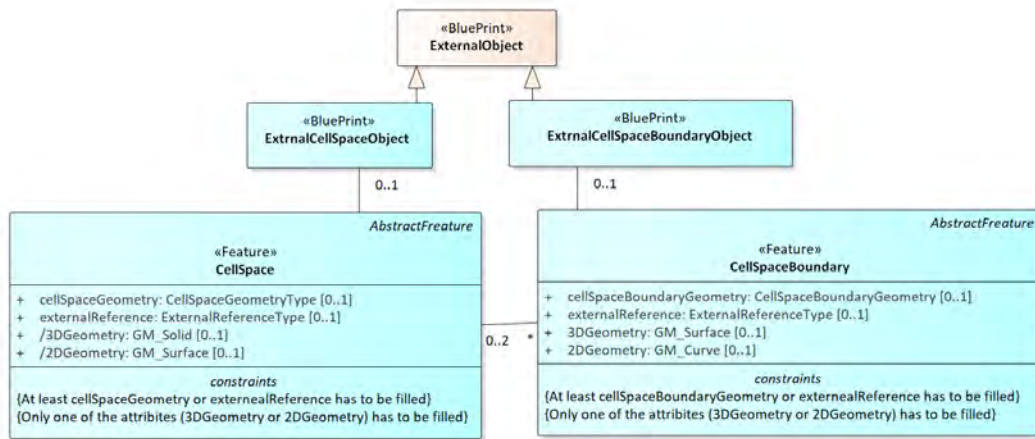 «BluePrint»
ExternalObject
«BluePrint»
ExtrnalCellSpaceObject
«BluePrint»
ExtrnalCellSpaceBoundaryObject
0..1
0..1
AbstractFreature
«Feature»
CellSpace
+ cellSpaceGeometry: CellSpaceGeometryType [0..1]
+ externalReference: ExternalReferenceType [0..1]
+ /3DGeometry: GM_Solid [0..1]
+ /2DGeometry: GM_Surface [0..1]
constraints
{At least cellSpaceGeometry or exterenealReference has to be filled}
{Only one of the attribites (3DGeometry or 2DGeometry) has to be filled}
0..2 *
AbstractFreature
«Feature»
CellSpaceBoundary
+ cellSpaceBoundaryGeometry: CellSpaceBoundaryGeometry [0..1]
+ externalReference: ExternalReferenceType [0..1]
+ 3DGeometry: GM_Surface [0..1]
+ 2DGeometry: GM_Curve [0..1]
constraints
{At least cellSpaceBoundaryGeometry or exterenealReference has to be filled}
{Only one of the attribites (3DGeometry or 2DGeometry) has to be filled}